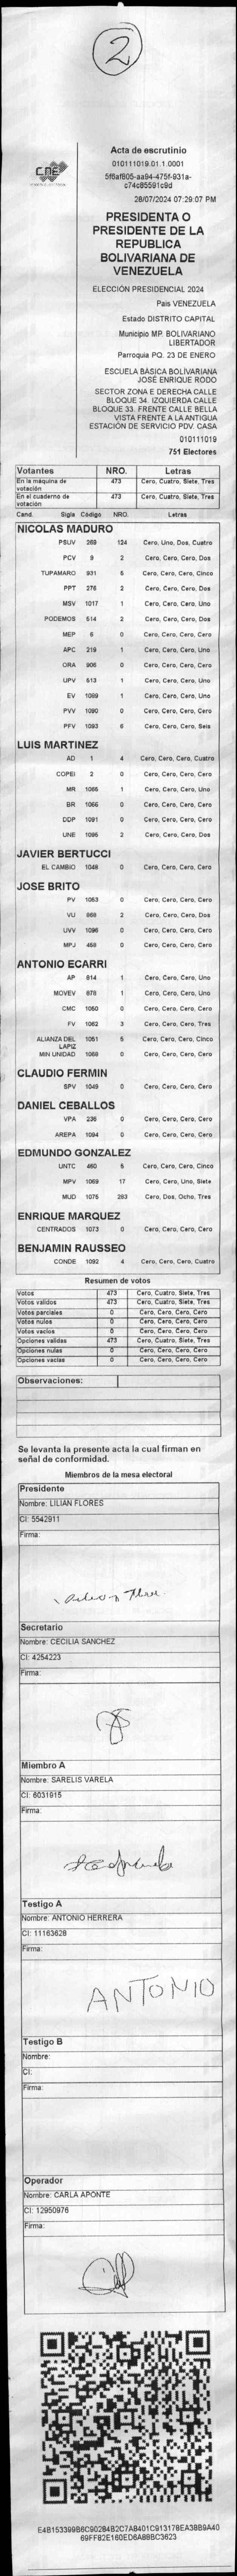 2
CNE
Acta de escrutinio
010111019.01.1.0001
5f8af805-aa94-475f-931a-
c74c85591c9d
28/07/2024 07:29:07 PM
PRESIDENTA O
PRESIDENTE DE LA
REPUBLICA
BOLIVARIANA DE
VENEZUELA
ELECCIÓN PRESIDENCIAL 2024
Pais VENEZUELA
Estado DISTRITO CAPITAL
Municipio MP. BOLIVARIANO
LIBERTADOR
Parroquia PQ. 23 DE ENERO
ESCUELA BÁSICA BOLIVARIANA
JOSÉ ENRIQUE RODO
SECTOR ZONA E DERECHA CALLE
BLOQUE 34. IZQUIERDA CALLE
BLOQUE 33. FRENTE CALLE BELLA
VISTA FRENTE A LA ANTIGUA
ESTACIÓN DE SERVICIO PDV. CASA
010111019
751 Electores
Votantes NRO. Letras
En la máquina de votación 473 Cero, Cuatro, Siete, Tres
En el cuaderno de votación 473 Cero, Cuatro, Siete, Tres
Cand. Sigla Código NRO. Letras
NICOLAS MADURO
PSUV 269 124 Cero, Uno, Dos, Cuatro
PCV 9 2 Cero, Cero, Cero, Dos
TUPAMARO 931 5 Cero, Cero, Cero, Cinco
PPT 276 2 Cero, Cero, Cero, Dos
MSV 1017 1 Cero, Cero, Cero, Uno
PODEMOS 514 2 Cero, Cero, Cero, Dos
MEP 6 0 Cero, Cero, Cero, Cero
APC 219 1 Cero, Cero, Cero, Uno
ORA 906 0 Cero, Cero, Cero, Cero
UPV 513 1 Cero, Cero, Cero, Uno
EV 1089 1 Cero, Cero, Cero, Uno
PVV 1090 0 Cero, Cero, Cero, Cero
PFV 1093 6 Cero, Cero, Cero, Seis
LUIS MARTINEZ
AD 1 4 Cero, Cero, Cero, Cuatro
COPEI 2 0 Cero, Cero, Cero, Cero
MR 1065 1 Cero, Cero, Cero, Uno
BR 1066 0 Cero, Cero, Cero, Cero
DDP 1091 0 Cero, Cero, Cero, Cero
UNE 1095 2 Cero, Cero, Cero, Dos
JAVIER BERTUCCI
EL CAMBIO 1048 0 Cero, Cero, Cero, Cero
JOSE BRITO
PV 1053 0 Cero, Cero, Cero, Cero
VU 868 2 Cero, Cero, Cero, Dos
UVV 1096 0 Cero, Cero, Cero, Cero
MPJ 458 0 Cero, Cero, Cero, Cero
ANTONIO ECARRI
AP 814 1 Cero, Cero, Cero, Uno
MOVEV 878 1 Cero, Cero, Cero, Uno
CMC 1050 0 Cero, Cero, Cero, Cero
FV 1062 3 Cero, Cero, Cero, Tres
ALIANZA DEL LAPIZ 1051 5 Cero, Cero, Cero, Cinco
MIN UNIDAD 1068 0 Cero, Cero, Cero, Cero
CLAUDIO FERMIN
SPV 1049 0 Cero, Cero, Cero, Cero
DANIEL CEBALLOS
VPA 236 0 Cero, Cero, Cero, Cero
AREPA 1094 0 Cero, Cero, Cero, Cero
EDMUNDO GONZALEZ
UNTC 460 5 Cero, Cero, Cero, Cinco
MPV 1069 17 Cero, Cero, Uno, Siete
MUD 1075 283 Cero, Dos, Ocho, Tres
ENRIQUE MARQUEZ
CENTRADOS 1073 0 Cero, Cero, Cero, Cero
BENJAMIN RAUSSEO
CONDE 1092 4 Cero, Cero, Cero, Cuatro
Resumen de votos
Votos 473 Cero, Cuatro, Siete, Tres
Votos válidos 473 Cero, Cuatro, Siete, Tres
Votos parciales 0 Cero, Cero, Cero, Cero
Votos nulos 0 Cero, Cero, Cero, Cero
Votos vacíos 0 Cero, Cero, Cero, Cero
Opciones válidas 473 Cero, Cuatro, Siete, Tres
Opciones nulas 0 Cero, Cero, Cero, Cero
Opciones vacías 0 Cero, Cero, Cero, Cero
Observaciones:
Se levanta la presente acta la cual firman en
señal de conformidad.
Miembros de la mesa electoral
Presidente
Nombre: LILIAN FLORES
CI: 5542911
Firma:
Secretario
Nombre: CECILIA SANCHEZ
CI: 4254223
Firma:
Miembro A
Nombre: SARELIS VARELA
CI: 6031915
Firma:
Testigo A
Nombre: ANTONIO HERRERA
CI: 11163628
Firma:
ANTONIO
Testigo B
Nombre:
CI:
Firma:
Operador
Nombre: CARLA APONTE
CI: 12950976
Firma:
E4B153399B6C90284B2C7AB401C913178EA38B9A40
69FF82E160ED6A88BC3623